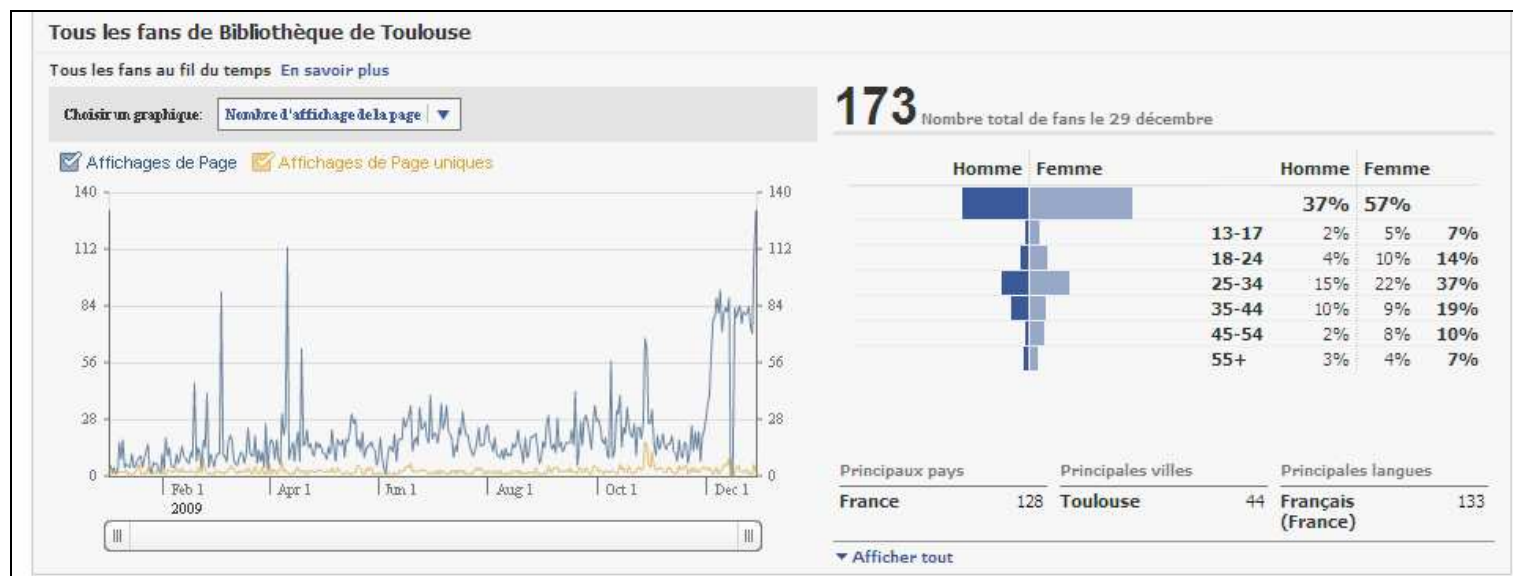 Tous les fans de Bibliothèque de Toulouse
Tous les fans au fil du temps En savoir plus
Choisir un graphique: Nombre d'affichage de la page
Affichages de Page Affichages de Page uniques
140 140
112 112
84 84
56 56
28 28
0 0
Feb 1 Apr 1 Jun 1 Aug 1 Oct 1 Dec 1
2009
173 Nombre total de fans le 29 décembre
Homme Femme Homme Femme
37% 57%
13-17 2% 5% 7%
18-24 4% 10% 14%
25-34 15% 22% 37%
35-44 10% 9% 19%
45-54 2% 8% 10%
55+ 3% 4% 7%
Principaux pays Principales villes Principales langues
France 128 Toulouse 44 Français 133
(France)
Afficher tout